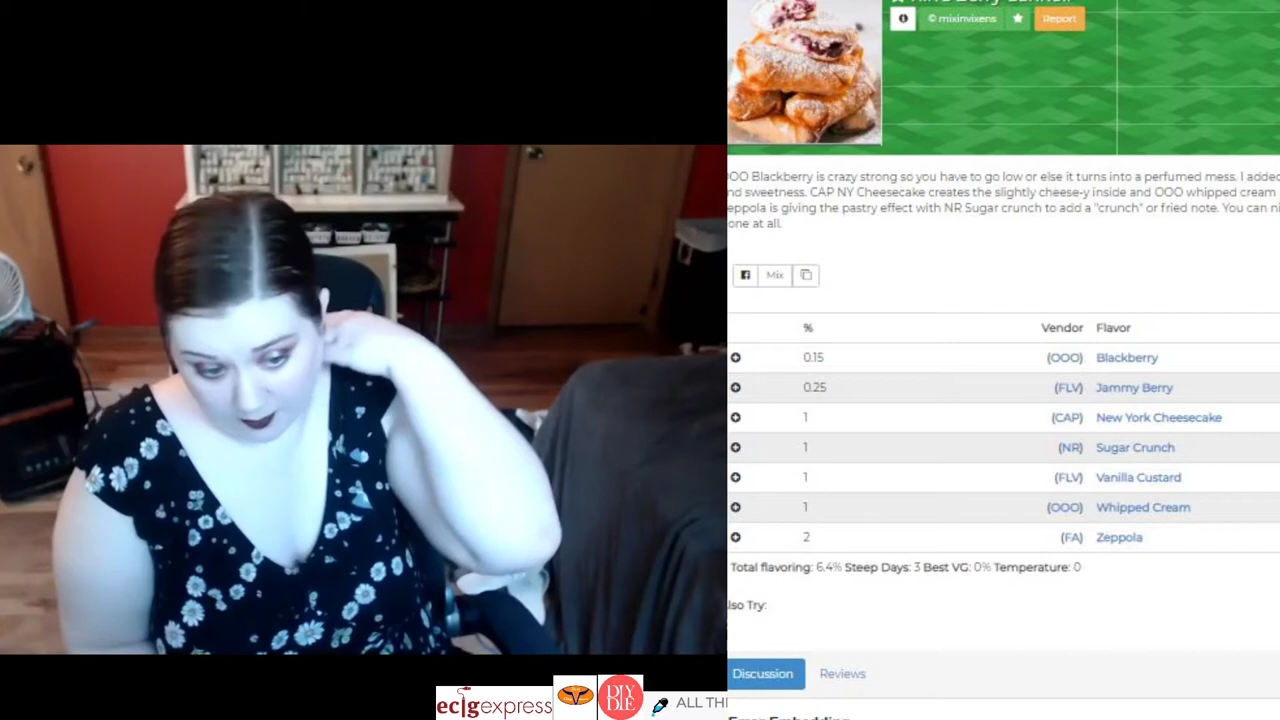 © mixinvixens
Report
OOO Blackberry is crazy strong so you have to go low or else it turns into a perfumed mess. I added
nd sweetness. CAP NY Cheesecake creates the slightly cheese-y inside and OOO whipped cream
eppola is giving the pastry effect with NR Sugar crunch to add a "crunch" or fried note. You can ni
one at all.
Mix
% Vendor Flavor
0.15 (OOO) Blackberry
0.25 (FLV) Jammy Berry
1 (CAP) New York Cheesecake
1 (NR) Sugar Crunch
1 (FLV) Vanilla Custard
1 (OOO) Whipped Cream
2 (FA) Zeppola
Total flavoring: 6.4% Steep Days: 3 Best VG: 0% Temperature: 0
lso Try:
Discussion Reviews
ecigexpress
DIY
DIE
ALL TH